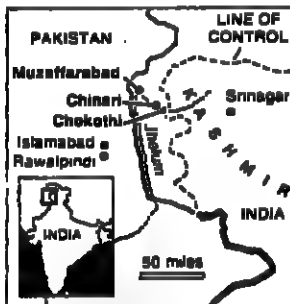 PAKISTAN
LINE OF
CONTROL
Muzaffarabad
Chinari
Chokothi
Srinagar
Jhelum
KASHMIR
Islamabad
Rawalpindi
INDIA
INDIA
50 miles